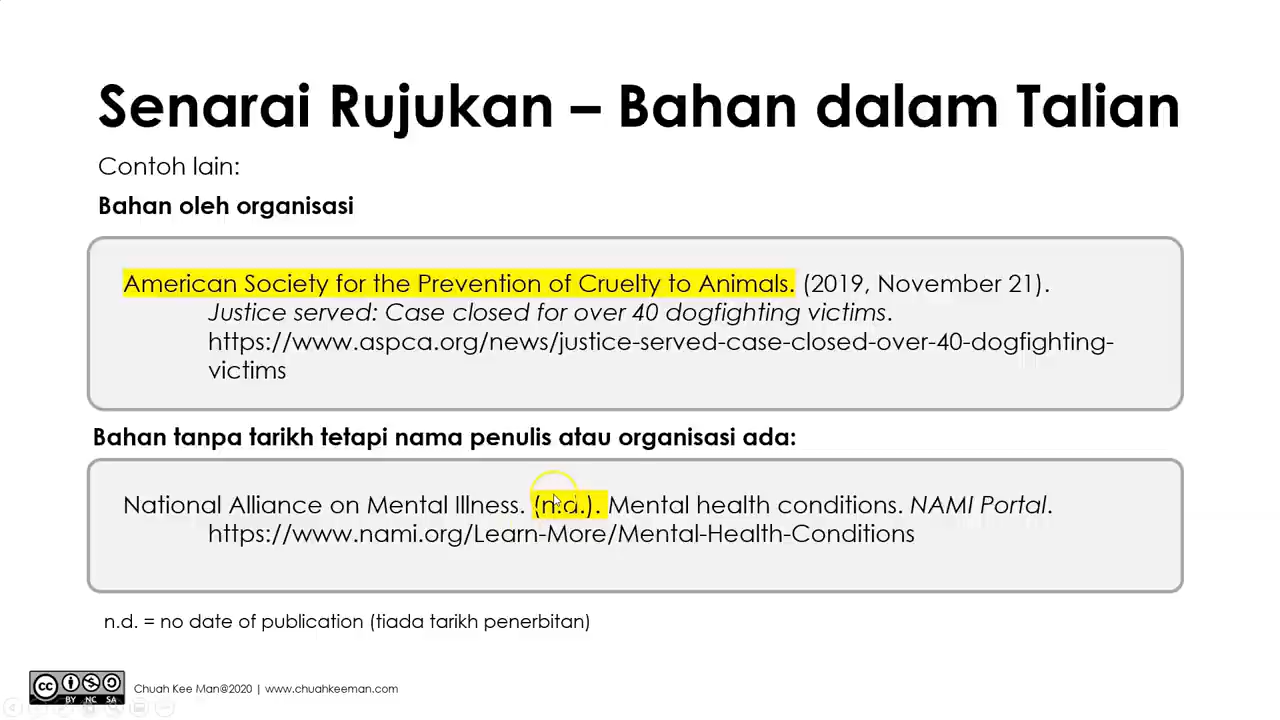 Senarai Rujukan – Bahan dalam Talian
Contoh lain:
Bahan oleh organisasi
American Society for the Prevention of Cruelty to Animals. (2019, November 21).
Justice served: Case closed for over 40 dogfighting victims.
https://www.aspca.org/news/justice-served-case-closed-over-40-dogfighting-
victims
Bahan tanpa tarikh tetapi nama penulis atau organisasi ada:
National Alliance on Mental Illness. (n.d.). Mental health conditions. NAMI Portal.
https://www.nami.org/Learn-More/Mental-Health-Conditions
n.d. = no date of publication (tiada tarikh penerbitan)
cc BY NC SA
Chuah Kee Man@2020 | www.chuahkeeman.com